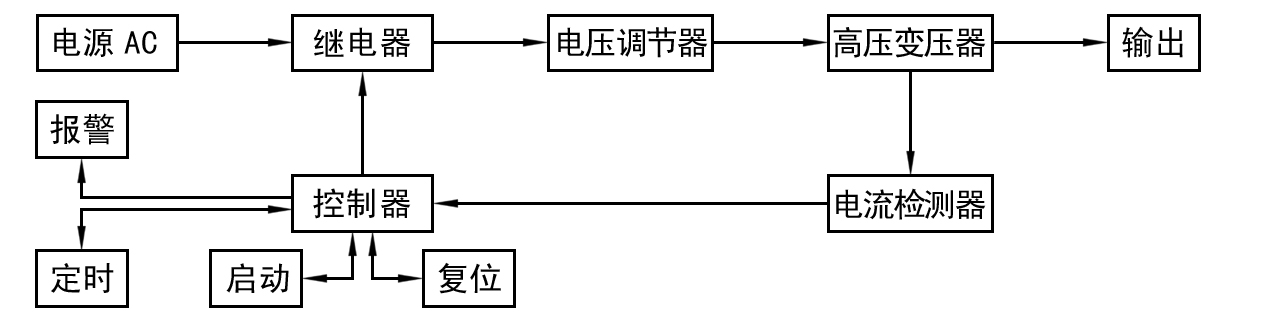 电源 AC
继电器
电压调节器
高压变压器
输出
报警
控制器
电流检测器
定时
启动
复位